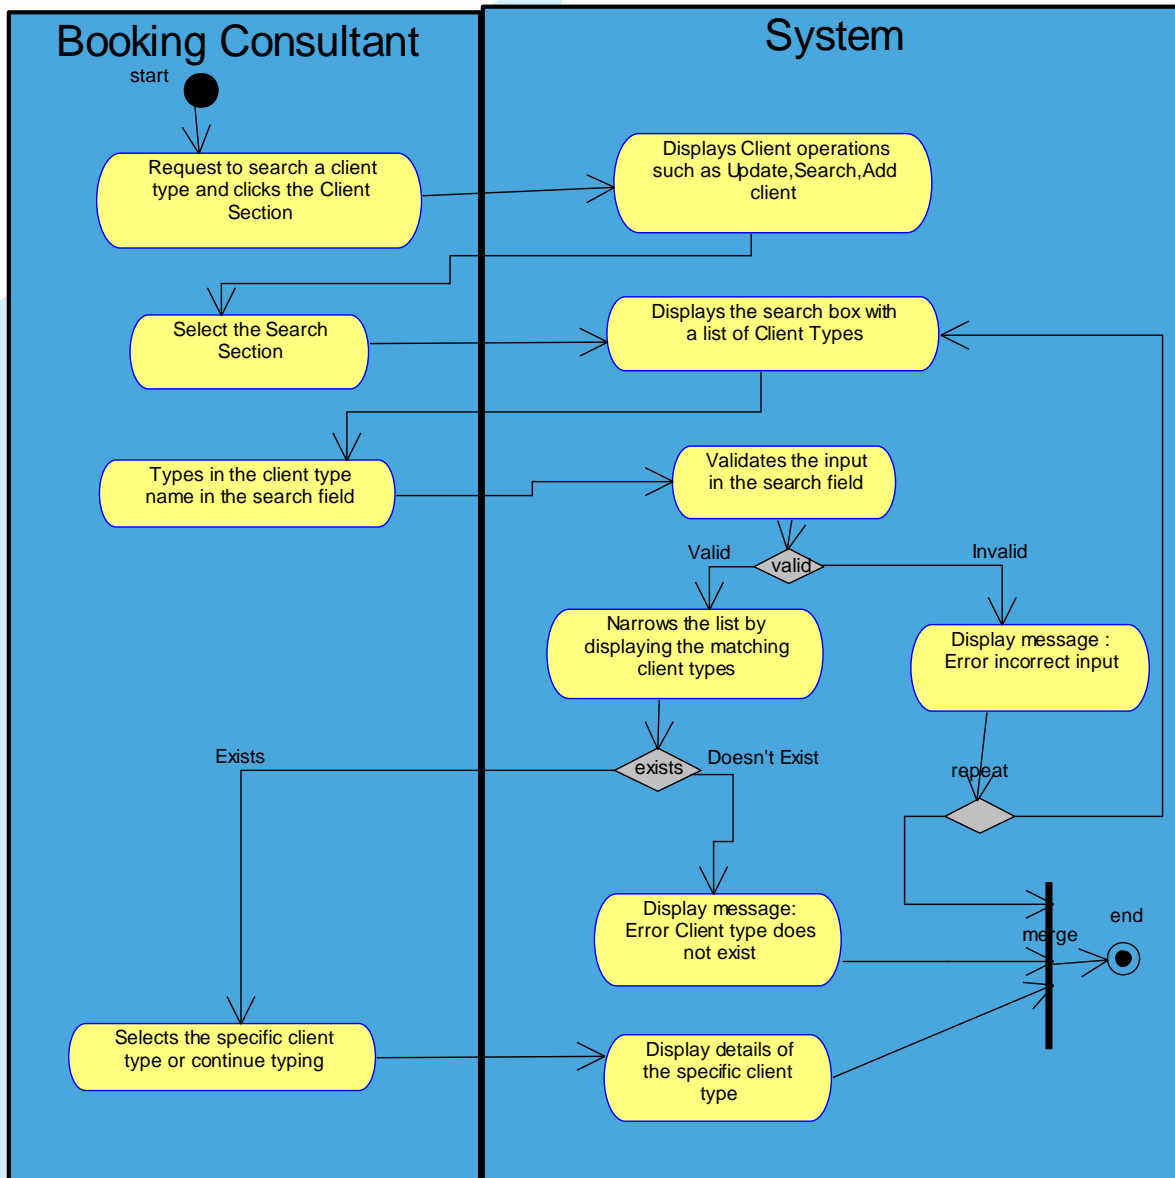 Booking Consultant
System
start
Request to search a client
type and clicks the Client
Section
Displays Client operations
such as Update,Search,Add
client
Select the Search
Section
Displays the search box with
a list of Client Types
Types in the client type
name in the search field
Validates the input
in the search field
Valid
valid
Invalid
Narrows the list by
displaying the matching
client types
Display message :
Error incorrect input
Exists
exists
Doesn't Exist
repeat
Display message:
Error Client type does
not exist
merge
end
Selects the specific client
type or continue typing
Display details of
the specific client
type